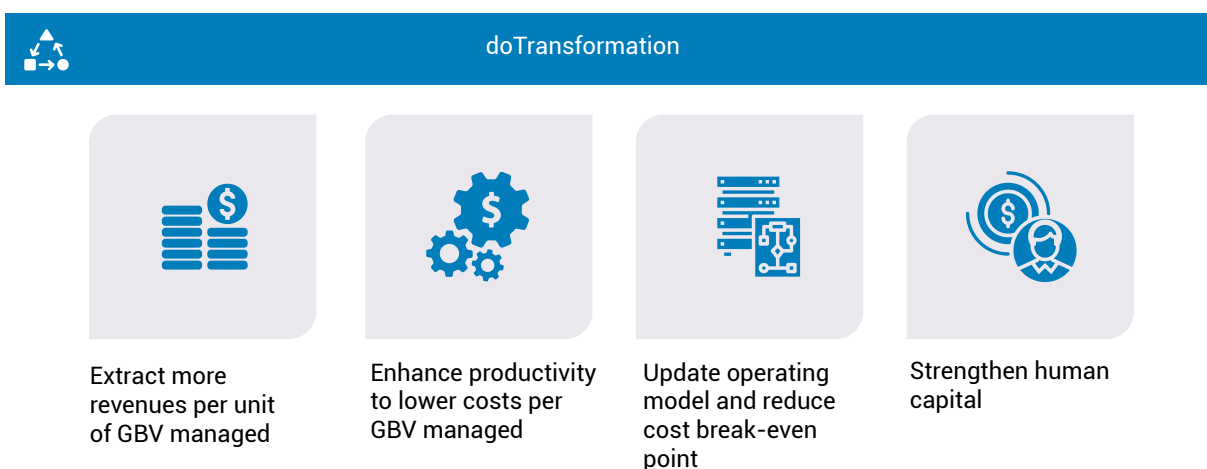 doTransformation
Extract more
revenues per unit
of GBV managed
Enhance productivity
to lower costs per
GBV managed
Update operating
model and reduce
cost break-even
point
Strengthen human
capital